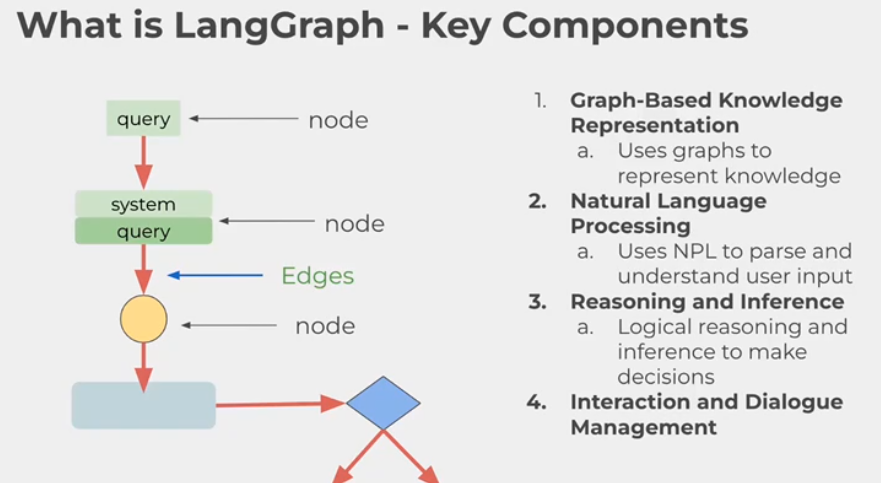 What is LangGraph - Key Components
query
node
system
query
node
Edges
node
1. Graph-Based Knowledge
Representation
a. Uses graphs to
represent knowledge
2. Natural Language
Processing
a. Uses NPL to parse and
understand user input
3. Reasoning and Inference
a. Logical reasoning and
inference to make
decisions
4. Interaction and Dialogue
Management